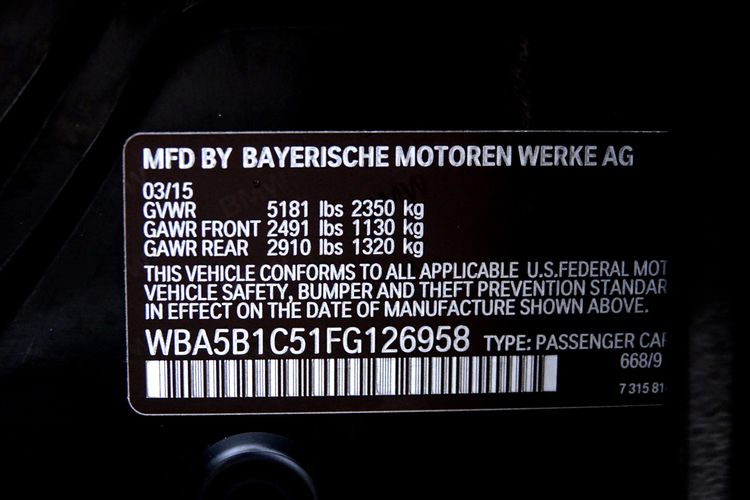 MFD BY BAYERISCHE MOTOREN WERKE AG
03/15
GVWR 5181 lbs 2350 kg
GAWR FRONT 2491 lbs 1130 kg
GAWR REAR 2910 lbs 1320 kg
THIS VEHICLE CONFORMS TO ALL APPLICABLE U.S.FEDERAL MOT
VEHICLE SAFETY, BUMPER AND THEFT PREVENTION STANDAR
IN EFFECT ON THE DATE OF MANUFACTURE SHOWN ABOVE.
WBA5B1C51FG126958 TYPE: PASSENGER CAR
668/9
7 315 81